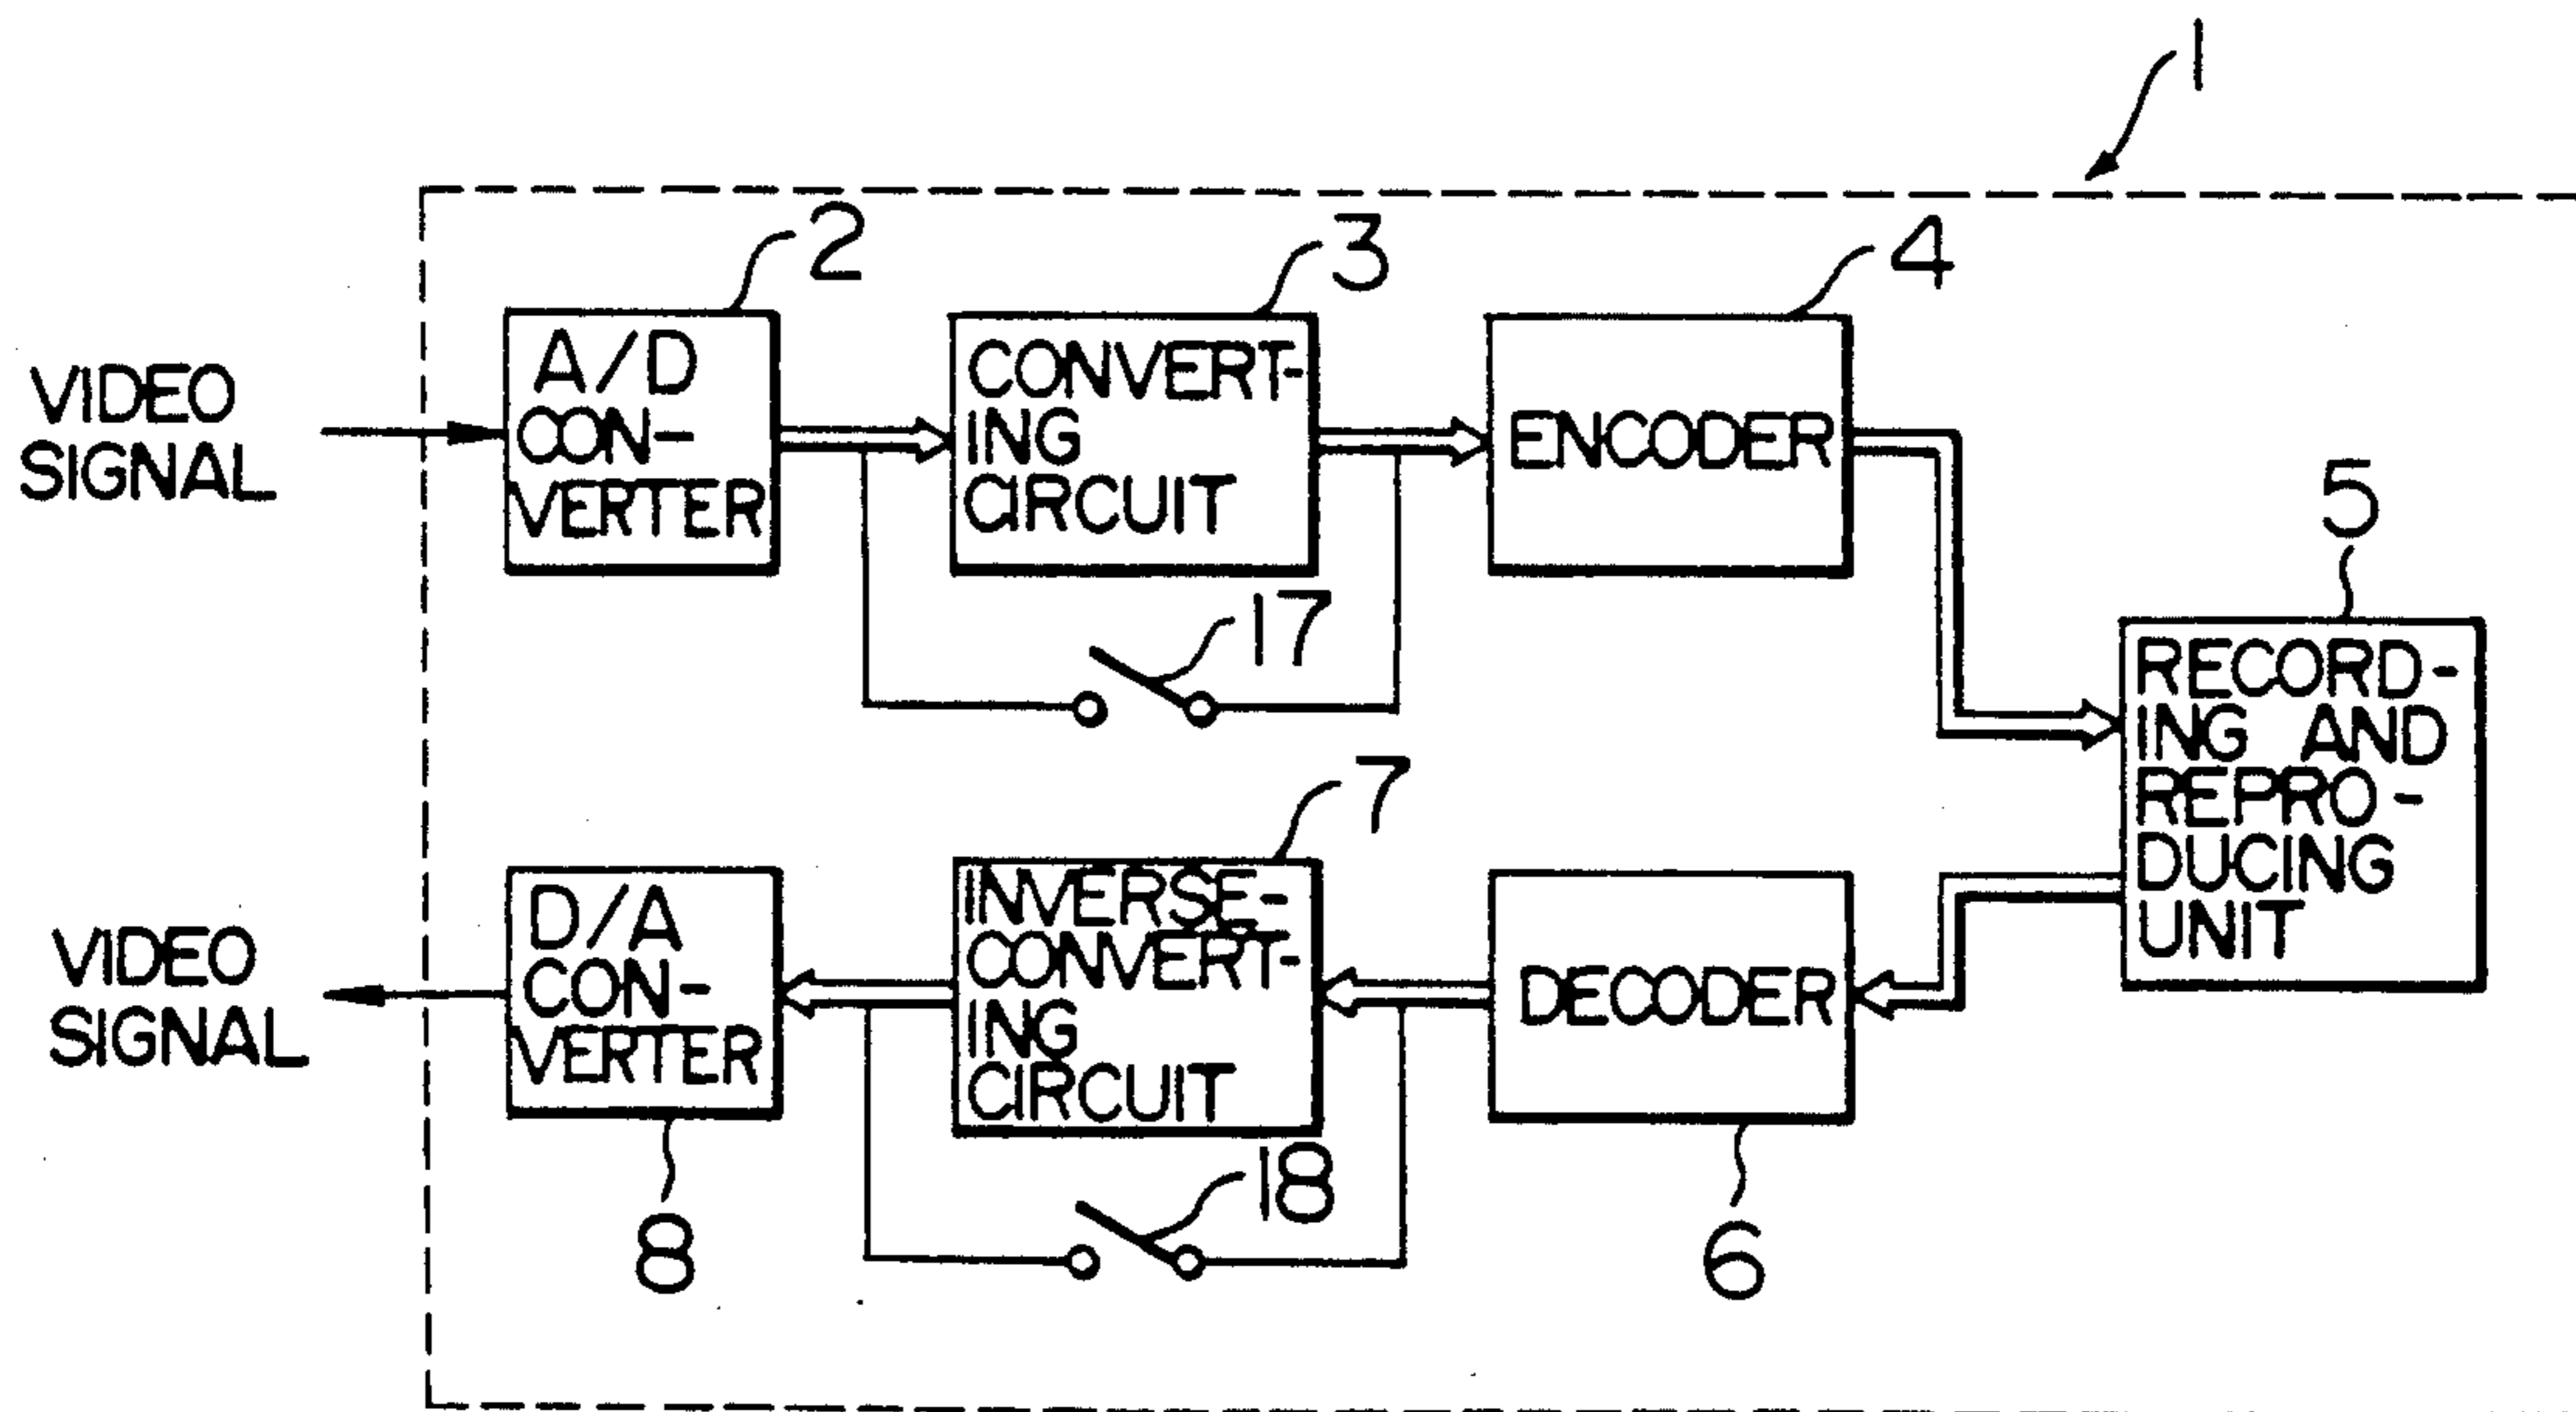 1
2
3
4
VIDEO
SIGNAL
A/D
CON-
VERTER
CONVERT-
ING
CIRCUIT
ENCODER
5
17
RECORD-
ING AND
REPRO-
DUCING
UNIT
7
VIDEO
SIGNAL
D/A
CON-
VERTER
INVERSE-
CONVERT-
ING
CIRCUIT
DECODER
18
8
6